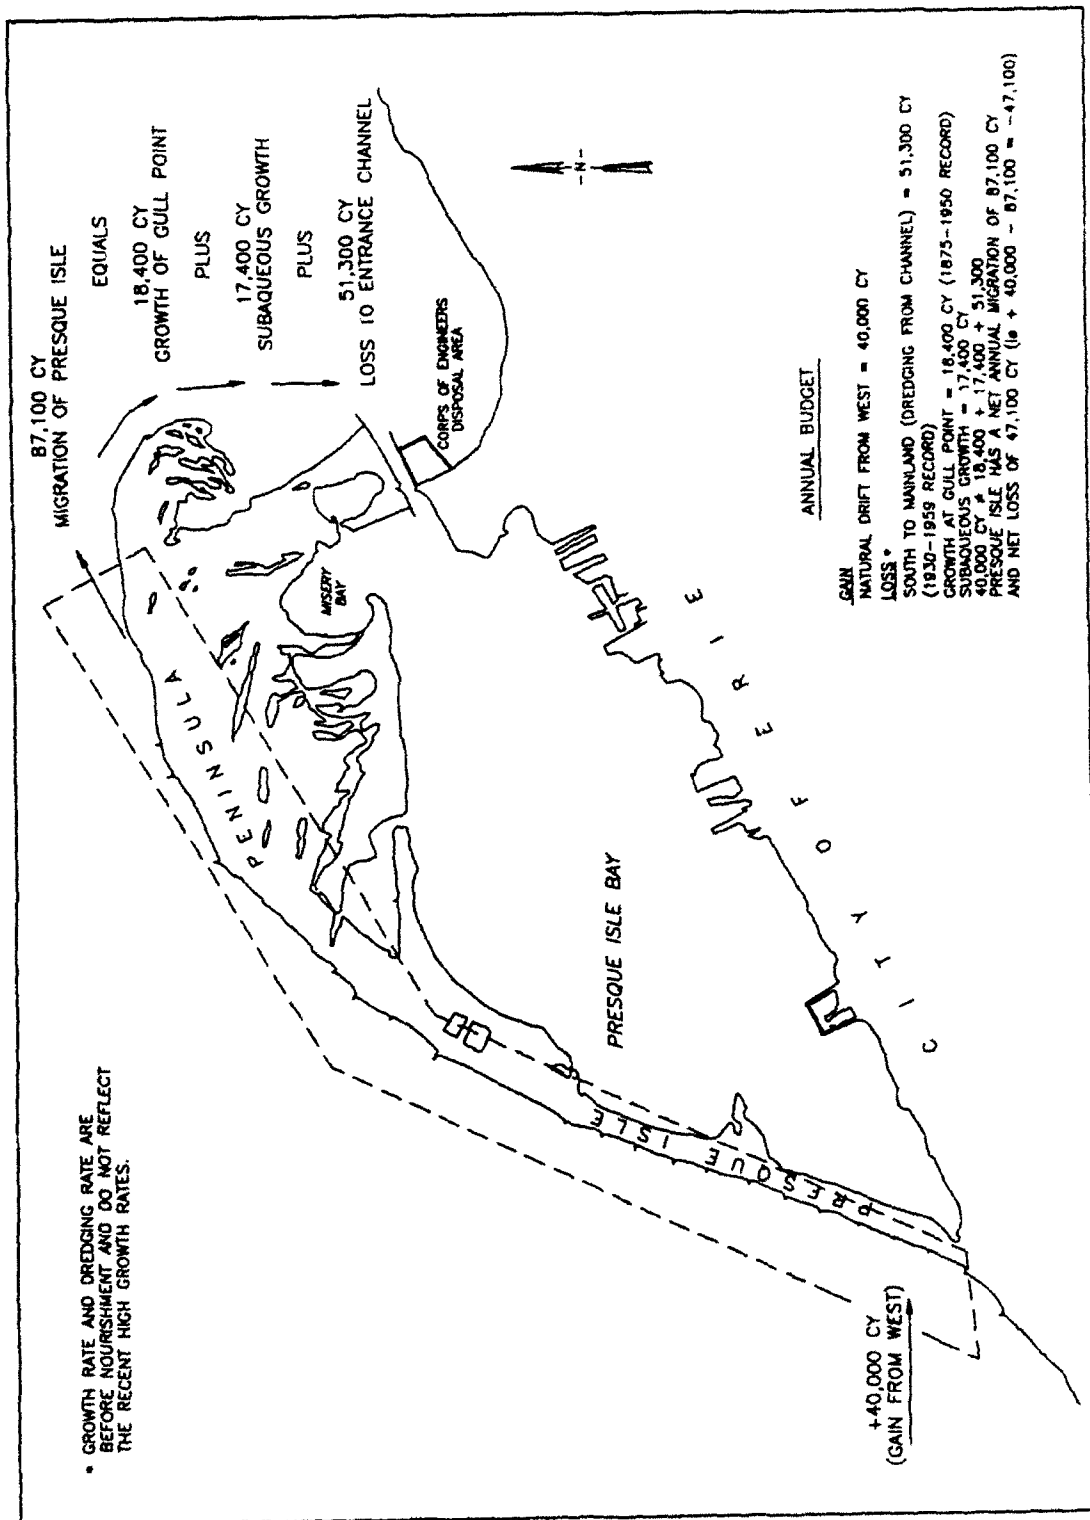 * GROWTH RATE AND DREDGING RATE ARE
BEFORE NOURISHMENT AND DO NOT REFLECT
THE RECENT HIGH GROWTH RATES.
87,100 CY
MIGRATION OF PRESQUE ISLE
EQUALS
18,400 CY
GROWTH OF GULL POINT
PLUS
17,400 CY
SUBAQUEOUS GROWTH
PLUS
51,300 CY
LOSS TO ENTRANCE CHANNEL
PENINSULA
MISERY
BAY
CORPS OF ENGINEERS
DISPOSAL AREA
-N-
PRESQUE ISLE
PRESQUE ISLE BAY
CITY OF ERIE
+40,000 CY
(GAIN FROM WEST)
ANNUAL BUDGET
GAIN
NATURAL DRIFT FROM WEST = 40,000 CY
LOSS *
SOUTH TO MAINLAND (DREDGING FROM CHANNEL) = 51,300 CY
(1930-1959 RECORD)
GROWTH AT GULL POINT = 18,400 CY (1875-1950 RECORD)
SUBAQUEOUS GROWTH = 17,400 CY
40,000 CY ≠ 18,400 + 17,400 + 51,300
PRESQUE ISLE HAS A NET ANNUAL MIGRATION OF 87,100 CY
AND NET LOSS OF 47,100 CY (ie + 40,000 - 87,100 = -47,100)